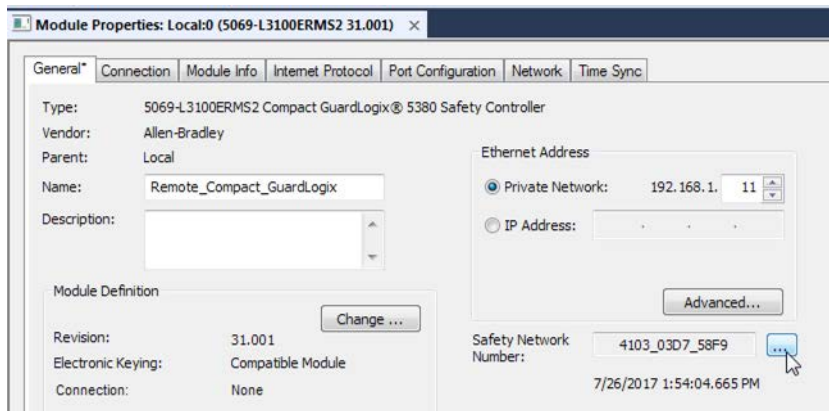 Module Properties: Local:0 (5069-L3100ERMS2 31.001) ×
General* Connection Module Info Internet Protocol Port Configuration Network Time Sync
Type: 5069-L3100ERMS2 Compact GuardLogix® 5380 Safety Controller
Vendor: Allen-Bradley
Parent: Local
Name: Remote_Compact_GuardLogix
Description:
Ethernet Address
Private Network: 192.168.1. 11
IP Address: . . .
Advanced...
Module Definition
Change ...
Revision: 31.001
Electronic Keying: Compatible Module
Connection: None
Safety Network
Number: 4103_03D7_58F9 ...
7/26/2017 1:54:04.665 PM